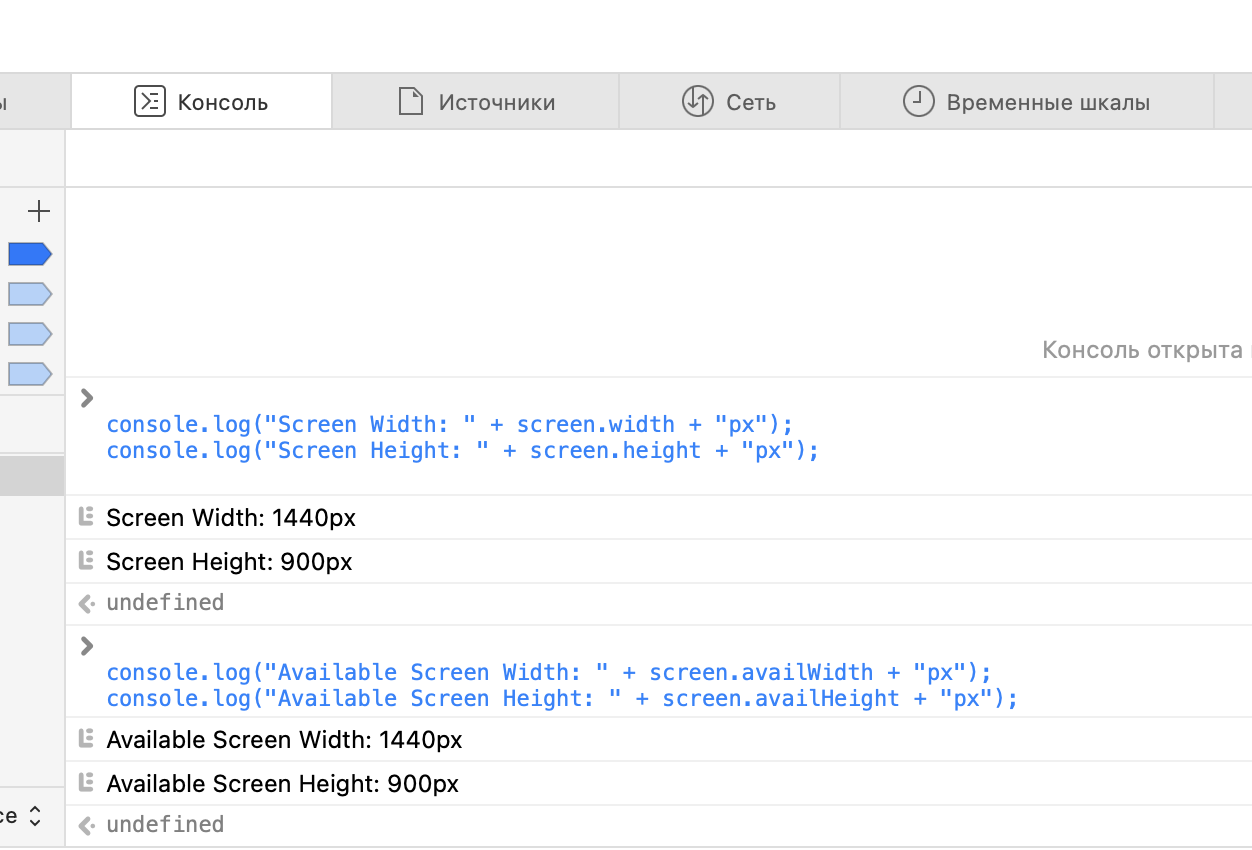 Консоль
Источники
Сеть
Временные шкалы
Консоль открыта
console.log("Screen Width: " + screen.width + "px");
console.log("Screen Height: " + screen.height + "px");
Screen Width: 1440px
Screen Height: 900px
undefined
console.log("Available Screen Width: " + screen.availWidth + "px");
console.log("Available Screen Height: " + screen.availHeight + "px");
Available Screen Width: 1440px
Available Screen Height: 900px
undefined